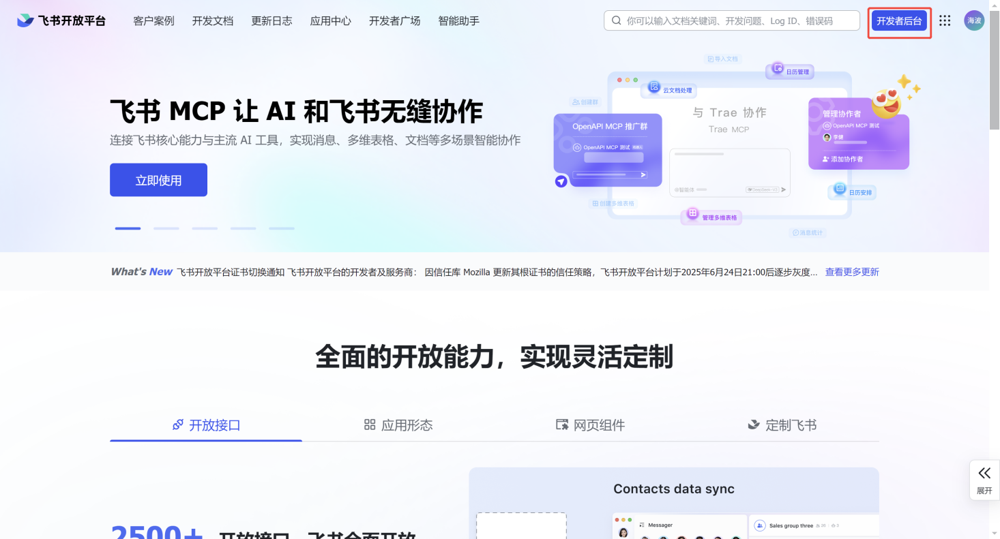 飞书开放平台
客户案例
开发文档
更新日志
应用中心
开发者广场
智能助手
你可以输入文档关键词、开发问题、Log ID、错误码
开发者后台
海波
飞书 MCP 让 AI 和飞书无缝协作
连接飞书核心能力与主流 AI 工具，实现消息、多维表格、文档等多场景智能协作
立即使用
导入文档
日历管理
云文档处理
创建群
与 Trae 协作
Trae MCP
OpenAPI MCP 推广群
OpenAPI MCP 测试 机器人
管理协作者
OpenAPI MCP 测试
李健
添加协作者
@智能体
DeepSeek-V3
日历安排
创建多维表格
管理多维表格
消息统计
What's New 飞书开放平台证书切换通知 飞书开放平台的开发者及服务商： 因信任库 Mozilla 更新其根证书的信任策略，飞书开放平台计划于2025年6月24日21:00后逐步灰度... 查看更多更新
全面的开放能力，实现灵活定制
开放接口
应用形态
网页组件
定制飞书
展开
Contacts data sync
2500+ 开放接口，飞书全面开放
Messager
Sales group three 26 3